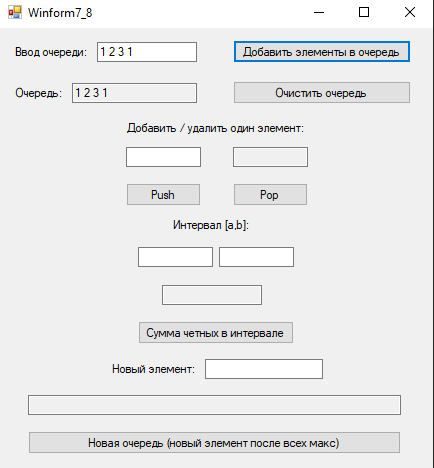 Winform7_8
Ввод очереди: 1 2 3 1 Добавить элементы в очередь
Очередь: 1 2 3 1 Очистить очередь
Добавить / удалить один элемент:
Push Pop
Интервал [a,b]:
Сумма четных в интервале
Новый элемент:
Новая очередь (новый элемент после всех макс)